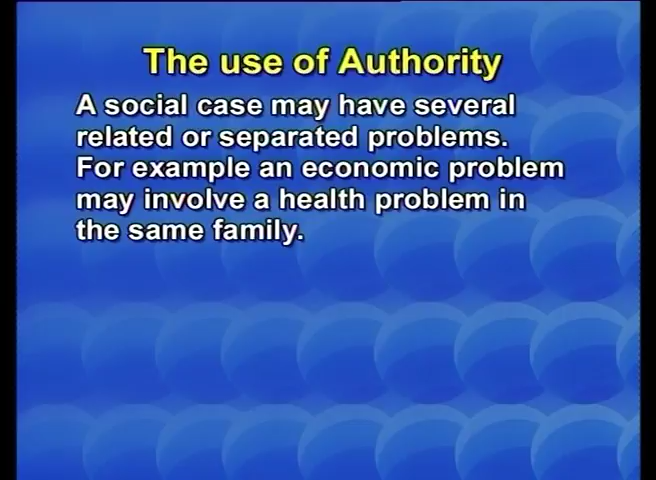 The use of Authority
A social case may have several
related or separated problems.
For example an economic problem
may involve a health problem in
the same family.